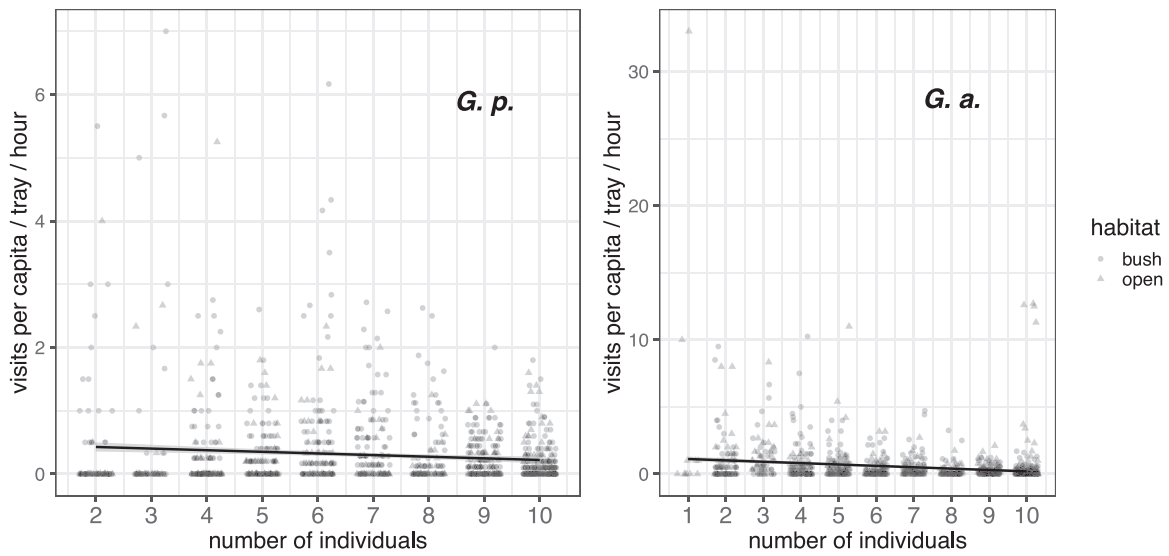 visits per capita / tray / hour
6
4
2
0
G. p.
2 3 4 5 6 7 8 9 10
number of individuals
visits per capita / tray / hour
30
20
10
0
G. a.
1 2 3 4 5 6 7 8 9 10
number of individuals
habitat
bush
open